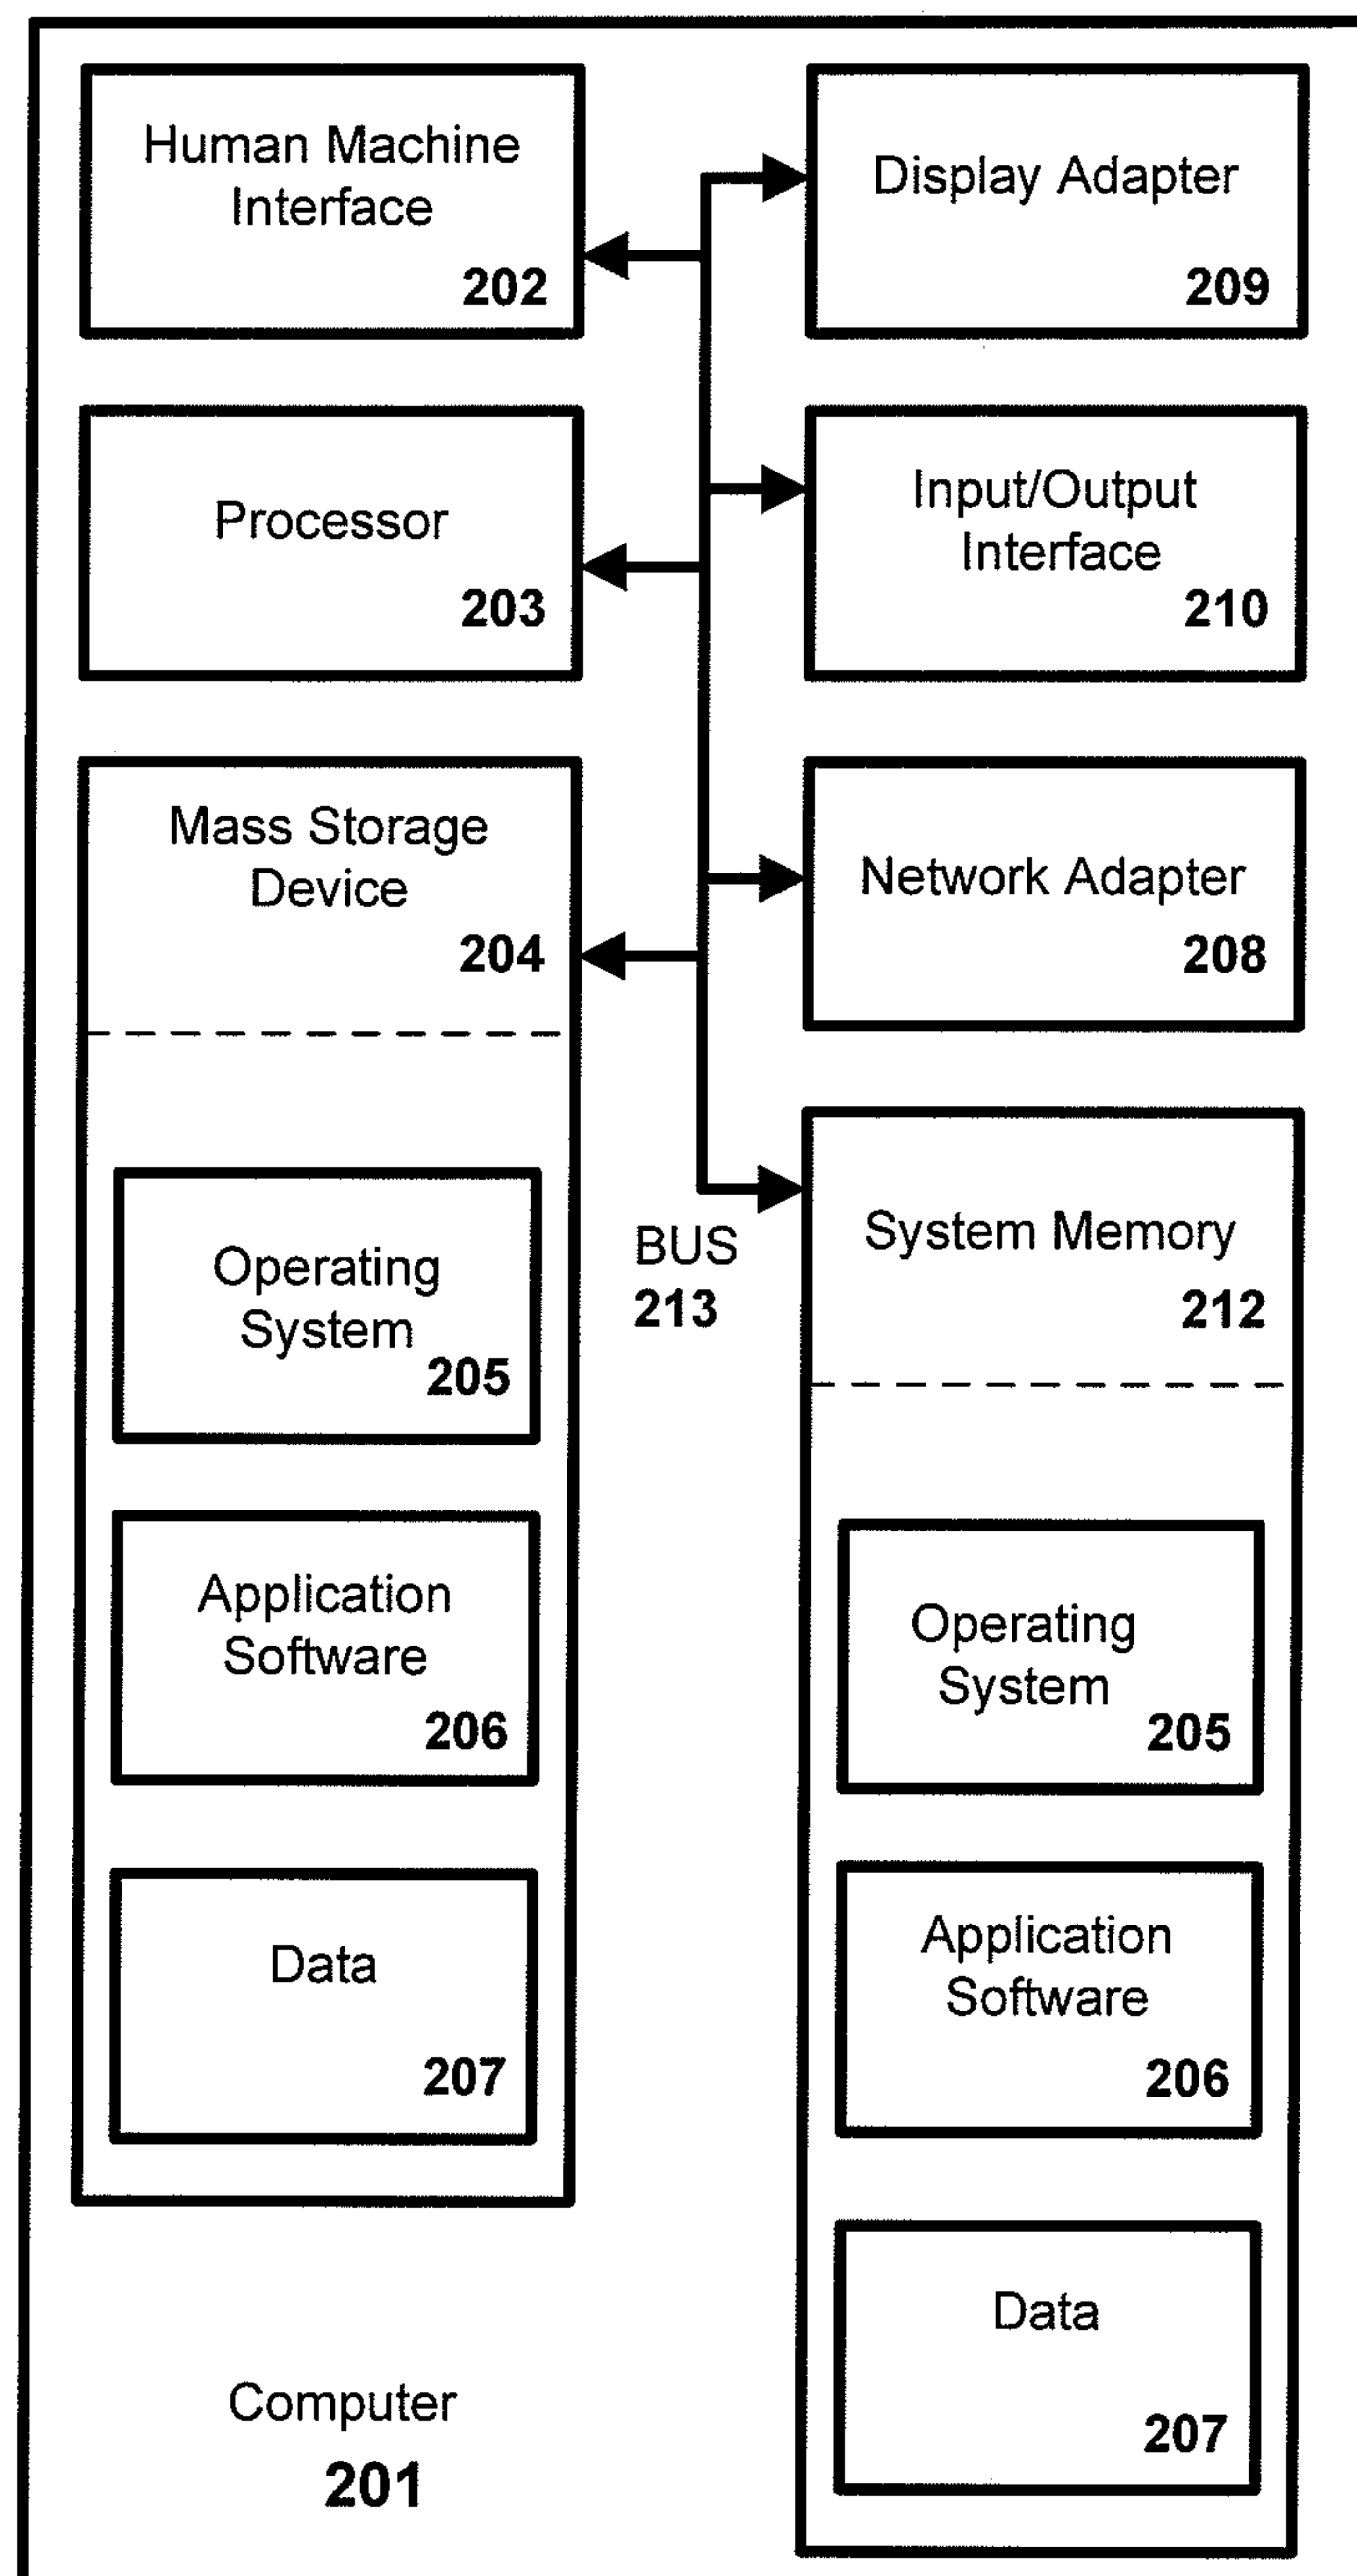 Human Machine
Interface
202
Processor
203
Mass Storage
Device
204
Operating
System
205
Application
Software
206
Data
207
Computer
201
BUS
213
Display Adapter
209
Input/Output
Interface
210
Network Adapter
208
System Memory
212
Operating
System
205
Application
Software
206
Data
207